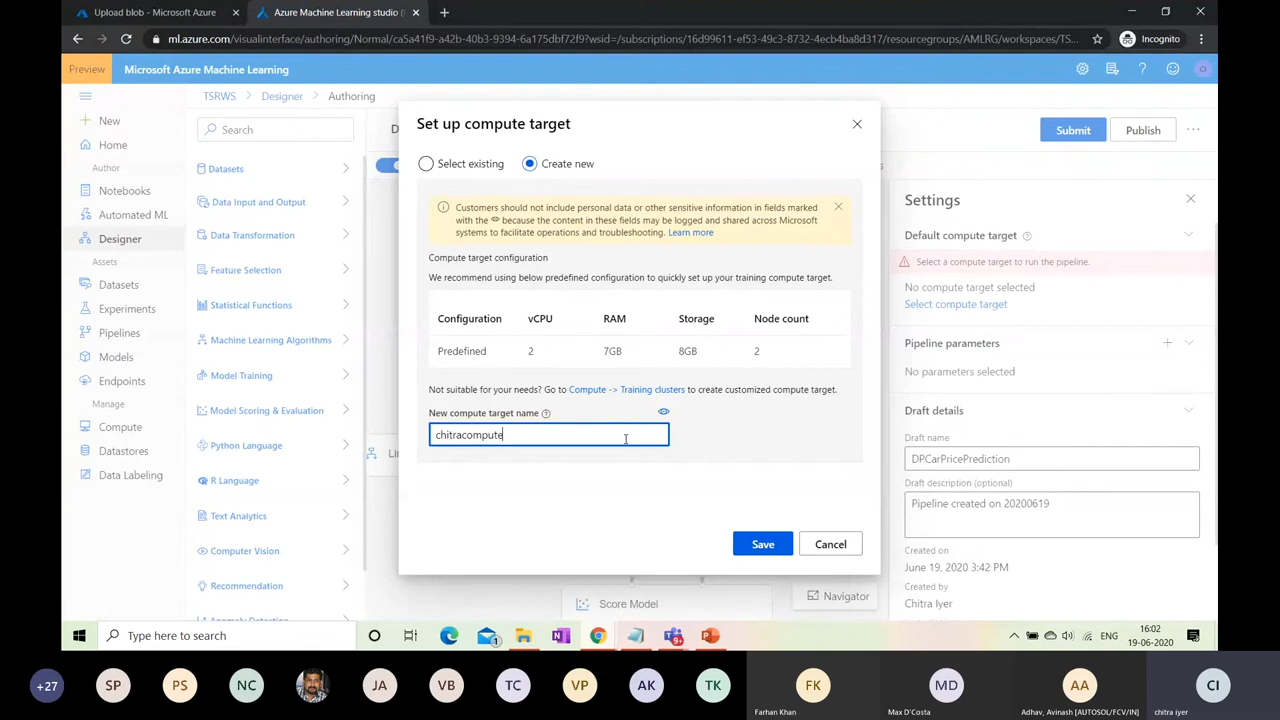 Upload blob - Microsoft Azure
Azure Machine Learning studio (
ml.azure.com/visualinterface/authoring/Normal/ca5a41f9-a42b-40b3-9394-6a175dbf72f9?wsid=/subscriptions/16d99611-ef53-49c3-8732-ecb4ba8d317/resourcegroups/AMLRG/workspaces/TS...
Incognito
Preview
Microsoft Azure Machine Learning
CI
New
Home
Author
Notebooks
Automated ML
Designer
Assets
Datasets
Experiments
Pipelines
Models
Endpoints
Manage
Compute
Datastores
Data Labeling
TSRWS > Designer > Authoring
Search
Datasets
Data Input and Output
Data Transformation
Feature Selection
Statistical Functions
Machine Learning Algorithms
Model Training
Model Scoring & Evaluation
Python Language
R Language
Text Analytics
Computer Vision
Recommendation
D
Lin
Set up compute target
Select existing
Create new
Customers should not include personal data or other sensitive information in fields marked
with the because the content in these fields may be logged and shared across Microsoft
systems to facilitate operations and troubleshooting. Learn more
Compute target configuration
We recommend using below predefined configuration to quickly set up your training compute target.
Configuration vCPU RAM Storage Node count
Predefined 2 7GB 8GB 2
Not suitable for your needs? Go to Compute -> Training clusters to create customized compute target.
New compute target name
chitracompute
Save
Cancel
Score Model
Navigator
Submit
Publish
...
Settings
Default compute target
Select a compute target to run the pipeline.
No compute target selected
Select compute target
Pipeline parameters
No parameters selected
Draft details
Draft name
DPCarPricePrediction
Draft description (optional)
Pipeline created on 20200619
Created on
June 19, 2020 3:42 PM
Created by
Chitra Iyer
Type here to search
1
9+
ENG
16:02
19-06-2020
+27
SP
PS
NC
JA
VB
TC
VP
AK
TK
FK
MD
AA
CI
Farhan Khan
Max D'Costa
Adhav, Avinash [AUTOSOL/FCV/IN]
chitra iyer